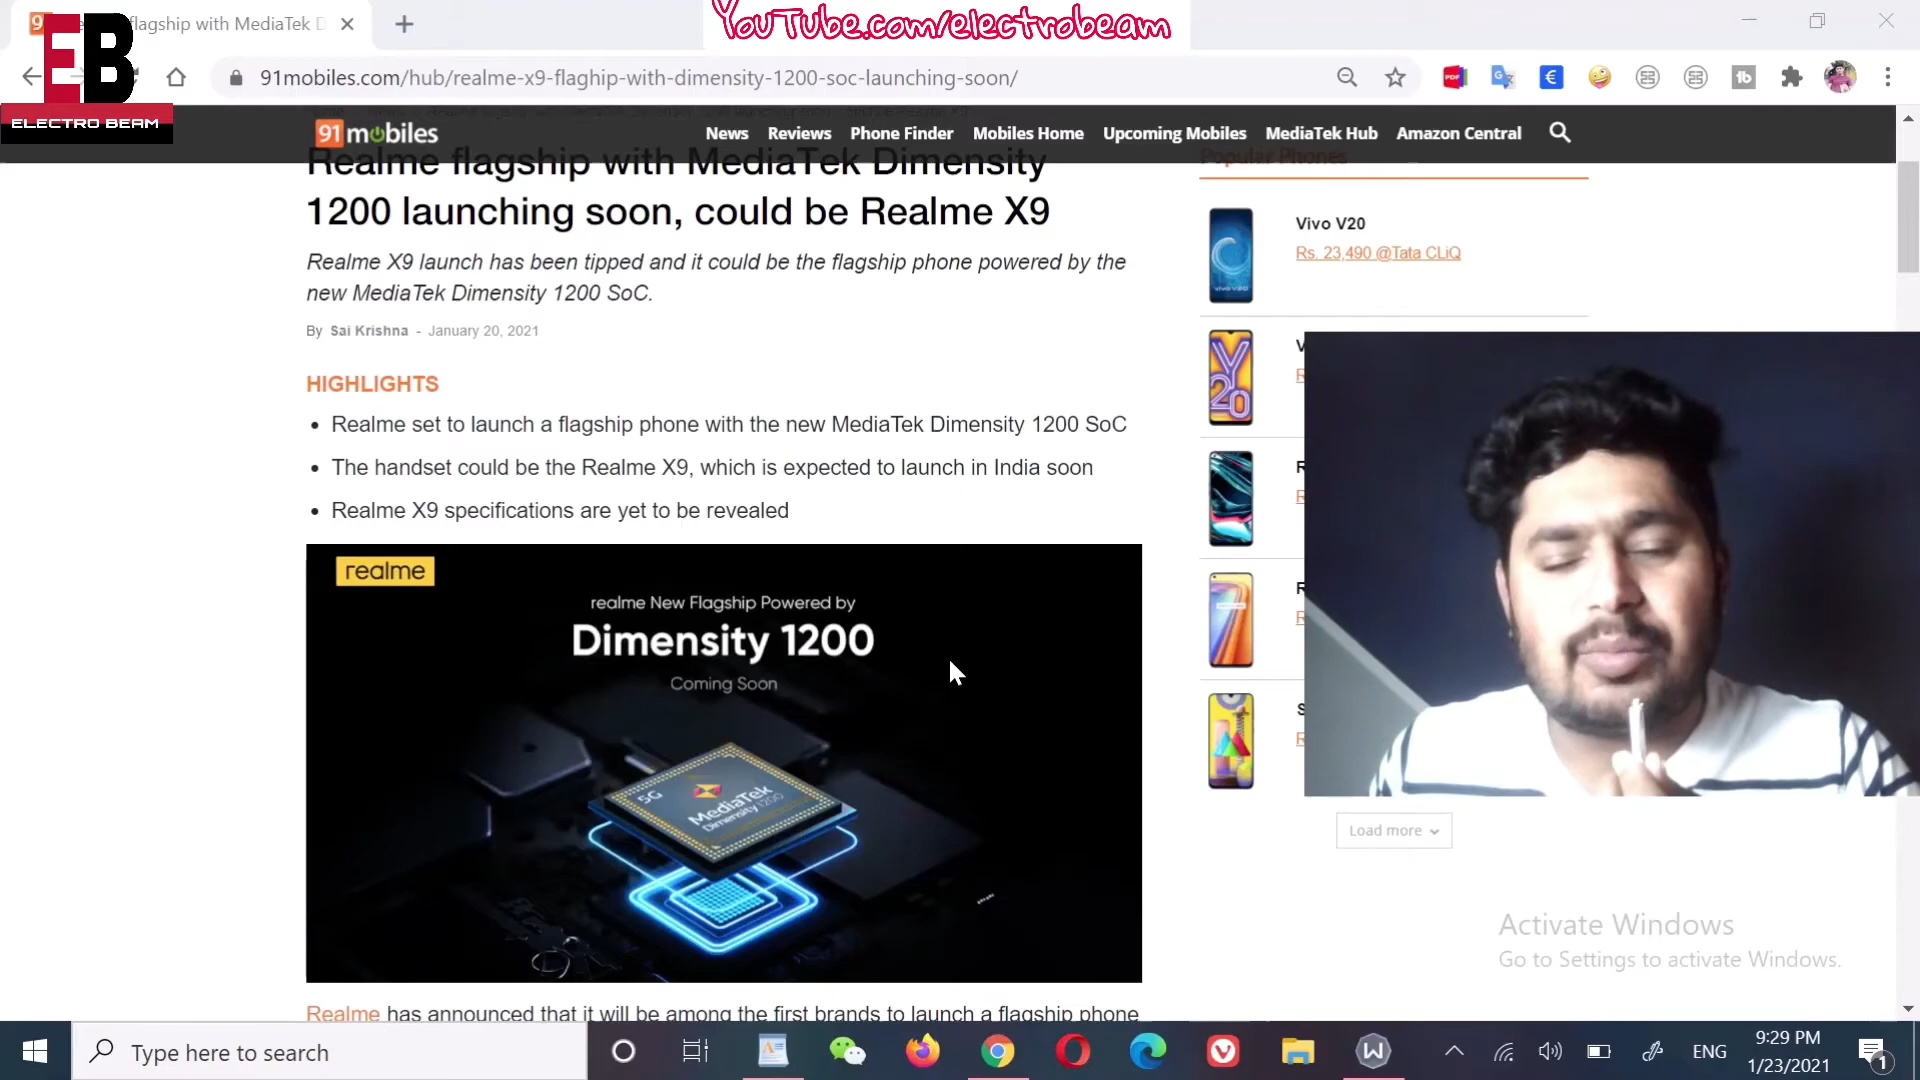 flagship with MediaTek D
YouTube.com/electrobeam
EB
ELECTRO BEAM
91mobiles.com/hub/realme-x9-flaghip-with-dimensity-1200-soc-launching-soon/
91mobiles
News Reviews Phone Finder Mobiles Home Upcoming Mobiles MediaTek Hub Amazon Central
Realme flagship with MediaTek Dimensity
1200 launching soon, could be Realme X9
Realme X9 launch has been tipped and it could be the flagship phone powered by the
new MediaTek Dimensity 1200 SoC.
By Sai Krishna - January 20, 2021
HIGHLIGHTS
• Realme set to launch a flagship phone with the new MediaTek Dimensity 1200 SoC
• The handset could be the Realme X9, which is expected to launch in India soon
• Realme X9 specifications are yet to be revealed
realme
realme New Flagship Powered by
Dimensity 1200
Coming Soon
5G
MediaTek
Dimensity 1200
Realme has announced that it will be among the first brands to launch a flagship phone
Popular Phones
Vivo V20
Rs. 23,490 @Tata CLiQ
Load more
Activate Windows
Go to Settings to activate Windows.
Type here to search
ENG
9:29 PM
1/23/2021
1